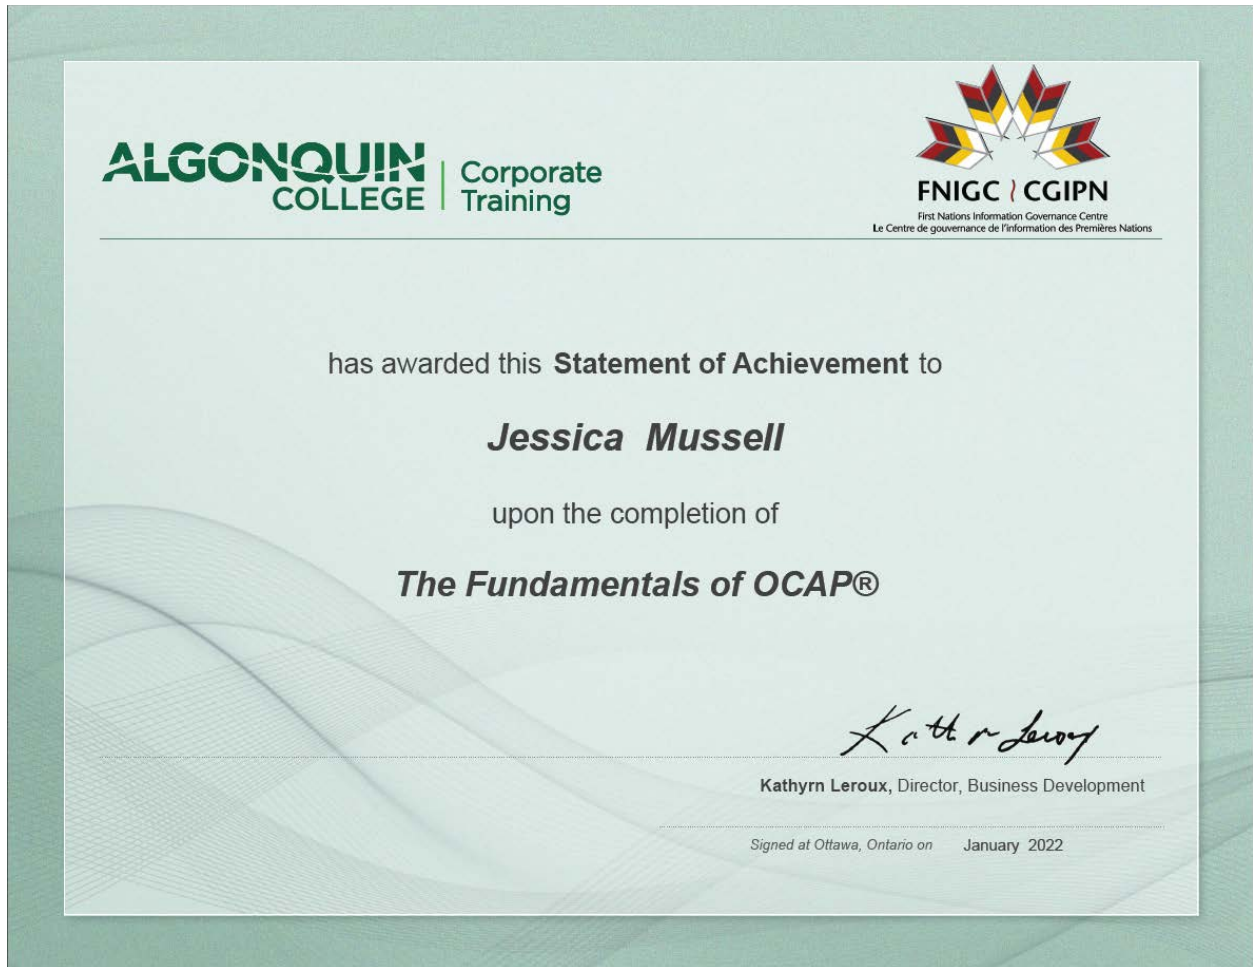 ALGONQUIN
COLLEGE
Corporate
Training
FNIGC CGIPN
First Nations Information Governance Centre
Le Centre de gouvernance de l'information des Premières Nations
has awarded this Statement of Achievement to
Jessica Mussell
upon the completion of
The Fundamentals of OCAP®
Kathyrn Leroux, Director, Business Development
Signed at Ottawa, Ontario on January 2022